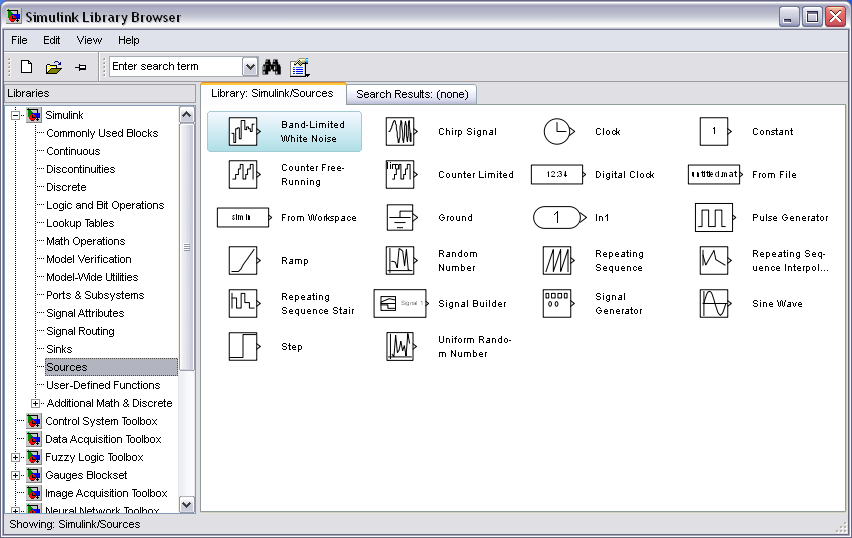 Simulink Library Browser
File Edit View Help
Enter search term
Libraries
Library: Simulink/Sources
Search Results: (none)
Simulink
Commonly Used Blocks
Continuous
Discontinuities
Discrete
Logic and Bit Operations
Lookup Tables
Math Operations
Model Verification
Model-Wide Utilities
Ports & Subsystems
Signal Attributes
Signal Routing
Sinks
Sources
User-Defined Functions
Additional Math & Discrete
Control System Toolbox
Data Acquisition Toolbox
Fuzzy Logic Toolbox
Gauges Blockset
Image Acquisition Toolbox
Neural Network Toolbox
Band-Limited
White Noise
Chirp Signal
Clock
1
Constant
Counter Free-
Running
lim
Counter Limited
12:34
Digital Clock
untitled.mat
From File
simin
From Workspace
Ground
1
In1
Pulse Generator
Ramp
Random
Number
Repeating
Sequence
Repeating Seq-
uence Interpol...
Repeating
Sequence Stair
Signal 1
Signal Builder
Signal
Generator
Sine Wave
Step
Uniform Rando-
m Number
Showing: Simulink/Sources